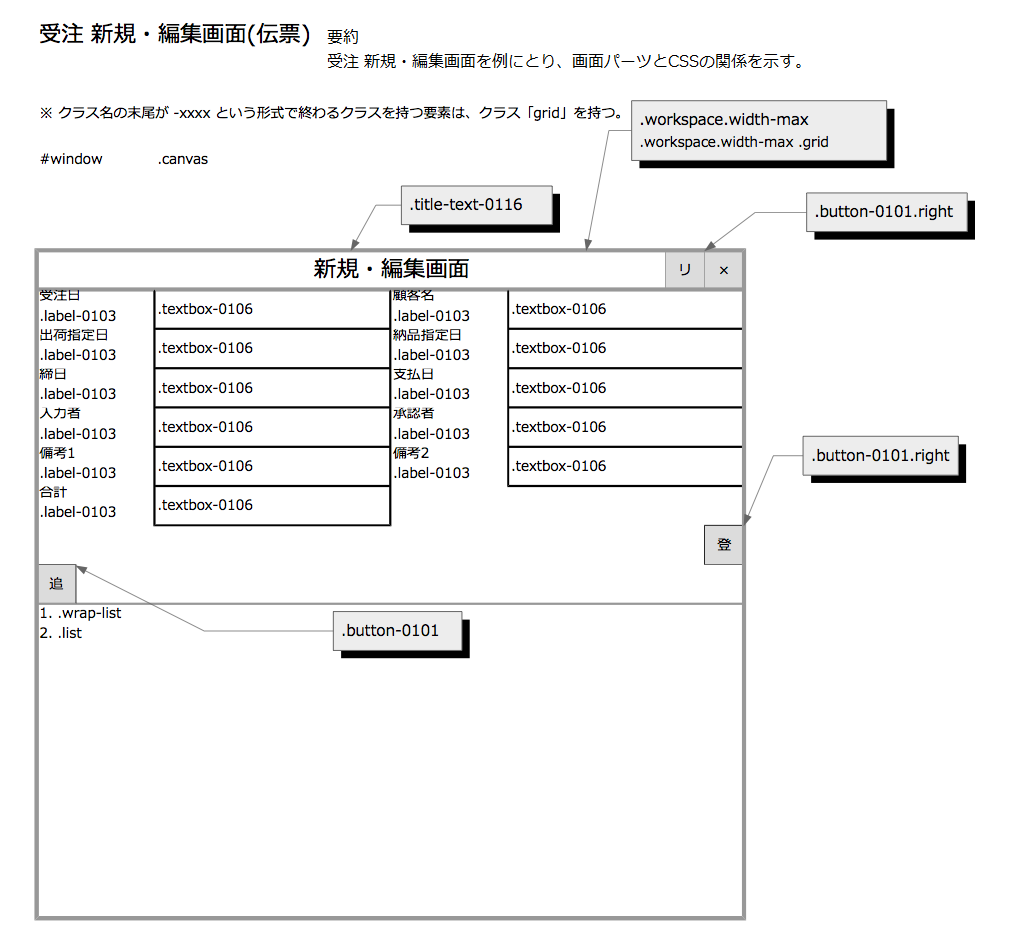 受注 新規・編集画面(伝票)
要約
受注 新規・編集画面を例にとり、画面パーツとCSSの関係を示す。
※ クラス名の末尾が -xxxx という形式で終わるクラスを持つ要素は、クラス「grid」を持つ。
.workspace.width-max
.workspace.width-max .grid
#window .canvas
.title-text-0116
.button-0101.right
新規・編集画面
リ
×
受注日
.label-0103
.textbox-0106
顧客名
.label-0103
.textbox-0106
出荷指定日
.label-0103
.textbox-0106
納品指定日
.label-0103
.textbox-0106
締日
.label-0103
.textbox-0106
支払日
.label-0103
.textbox-0106
入力者
.label-0103
.textbox-0106
承認者
.label-0103
.textbox-0106
備考1
.label-0103
.textbox-0106
備考2
.label-0103
.textbox-0106
.button-0101.right
合計
.label-0103
.textbox-0106
登
追
1. .wrap-list
2. .list
.button-0101